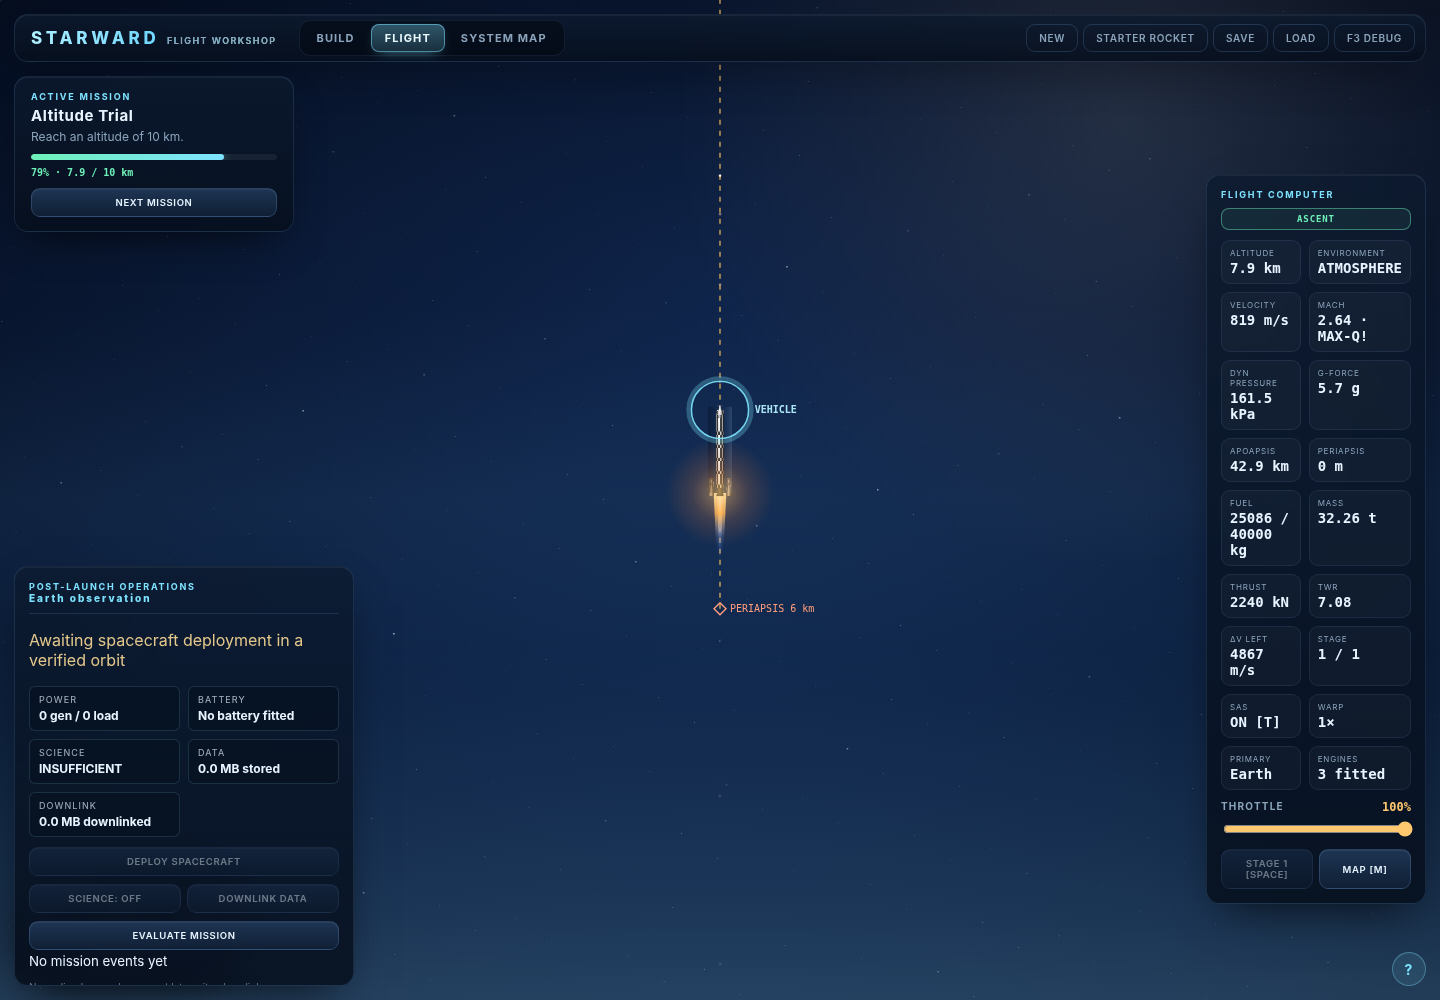 STARWARD FLIGHT WORKSHOP
BUILD
FLIGHT
SYSTEM MAP
NEW
STARTER ROCKET
SAVE
LOAD
F3 DEBUG
ACTIVE MISSION
Altitude Trial
Reach an altitude of 10 km.
79% · 7.9 / 10 km
NEXT MISSION
VEHICLE
PERIAPSIS 6 km
POST-LAUNCH OPERATIONS
Earth observation
Awaiting spacecraft deployment in a
verified orbit
POWER
0 gen / 0 load
BATTERY
No battery fitted
SCIENCE
INSUFFICIENT
DATA
0.0 MB stored
DOWNLINK
0.0 MB downlinked
DEPLOY SPACECRAFT
SCIENCE: OFF
DOWNLINK DATA
EVALUATE MISSION
No mission events yet
FLIGHT COMPUTER
ASCENT
ALTITUDE
7.9 km
ENVIRONMENT
ATMOSPHERE
VELOCITY
819 m/s
MACH
2.64 ·
MAX-Q!
DYN
PRESSURE
161.5
kPa
G-FORCE
5.7 g
APOAPSIS
42.9 km
PERIAPSIS
0 m
FUEL
25086 /
40000
kg
MASS
32.26 t
THRUST
2240 kN
TWR
7.08
ΔV LEFT
4867
m/s
STAGE
1 / 1
SAS
ON [T]
WARP
1×
PRIMARY
Earth
ENGINES
3 fitted
THROTTLE
100%
STAGE 1
[SPACE]
MAP [M]
?